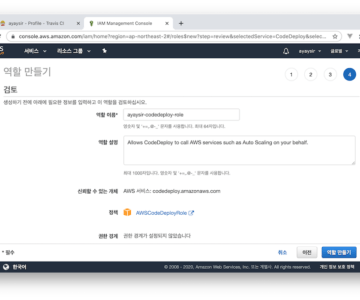 ayaysir - Profile - Travis CI
IAM Management Console
console.aws.amazon.com/iam/home?region=ap-northeast-2#/roles$new?step=review&selectedService=CodeDeploy&selec...
서비스
리소스 그룹
ayaysir
글로벌
역할 만들기
1 2 3 4
검토
생성하기 전에 아래에 필요한 정보를 입력하고 이 역할을 검토하십시오.
역할 이름*
ayaysir-codedeploy-role
영숫자 및 '+=,.@-_' 문자를 사용합니다. 최대 64자입니다.
역할 설명
Allows CodeDeploy to call AWS services such as Auto Scaling on your behalf.
최대 1000자입니다. 영숫자 및 '+=,.@-_' 문자를 사용합니다.
신뢰할 수 있는 개체
AWS 서비스: codedeploy.amazonaws.com
정책
AWSCodeDeployRole
권한 경계
권한 경계가 설정되지 않았습니다
* 필수
취소
이전
역할 만들기
한국어
© 2008 - 2020, Amazon Web Services, Inc. 또는 계열사. All rights reserved.
개인 정보 보호 정책